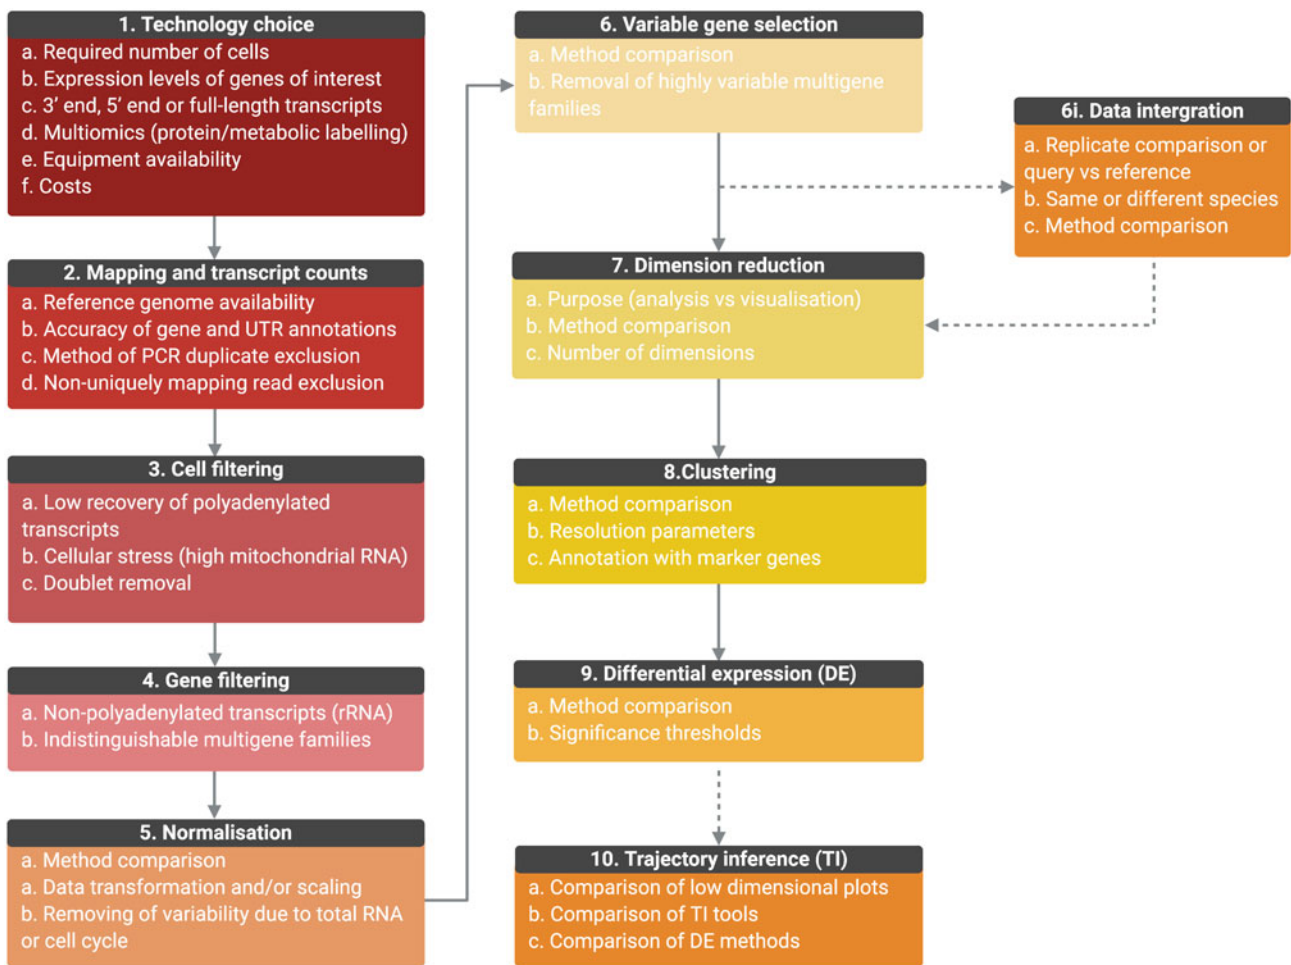 1. Technology choice
a. Required number of cells
b. Expression levels of genes of interest
c. 3' end, 5' end or full-length transcripts
d. Multiomics (protein/metabolic labelling)
e. Equipment availability
f. Costs
2. Mapping and transcript counts
a. Reference genome availability
b. Accuracy of gene and UTR annotations
c. Method of PCR duplicate exclusion
d. Non-uniquely mapping read exclusion
3. Cell filtering
a. Low recovery of polyadenylated
transcripts
b. Cellular stress (high mitochondrial RNA)
c. Doublet removal
4. Gene filtering
a. Non-polyadenylated transcripts (rRNA)
b. Indistinguishable multigene families
5. Normalisation
a. Method comparison
a. Data transformation and/or scaling
b. Removing of variability due to total RNA
or cell cycle
6. Variable gene selection
a. Method comparison
b. Removal of highly variable multigene
families
6i. Data intergration
a. Replicate comparison or
query vs reference
b. Same or different species
c. Method comparison
7. Dimension reduction
a. Purpose (analysis vs visualisation)
b. Method comparison
c. Number of dimensions
8.Clustering
a. Method comparison
b. Resolution parameters
c. Annotation with marker genes
9. Differential expression (DE)
a. Method comparison
b. Significance thresholds
10. Trajectory inference (TI)
a. Comparison of low dimensional plots
b. Comparison of TI tools
c. Comparison of DE methods